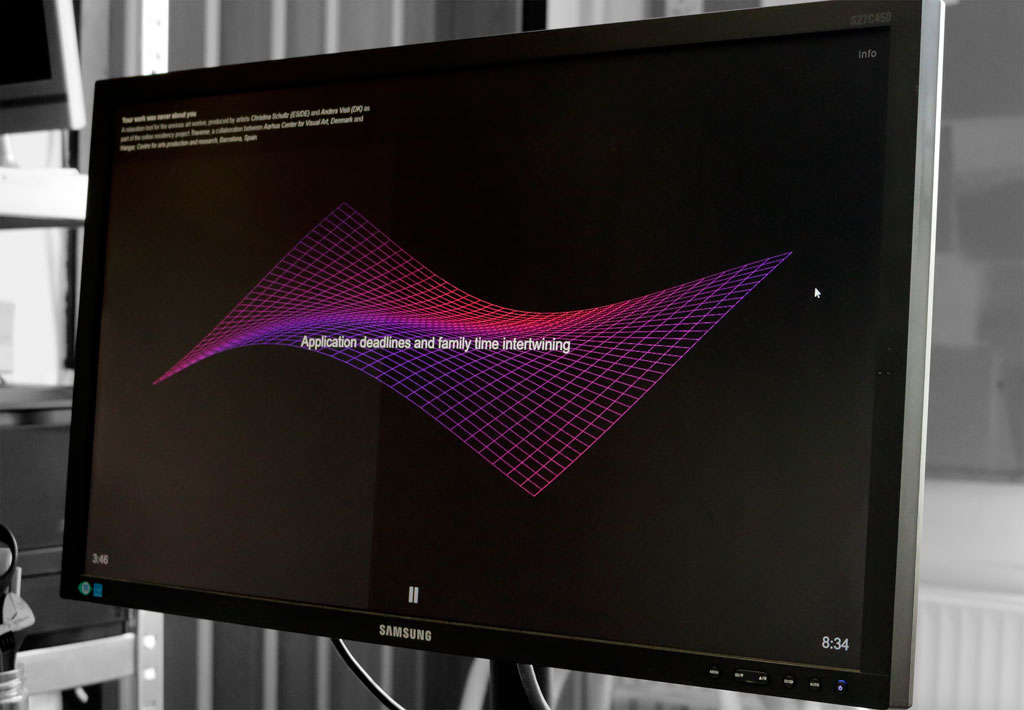 S27C450
info
Your work was never about you
A relaxation tool for the anxious art worker, produced by artists Christina Schultz (ES/DE) and Anders Visti (DK) as
part of the online residency project Traverse, a collaboration between Aarhus Center for Visual Art, Denmark and
Hangar, Centre for arts production and research, Barcelona, Spain.
Application deadlines and family time intertwining
3:46
8:34
SAMSUNG
MENU
AUTO